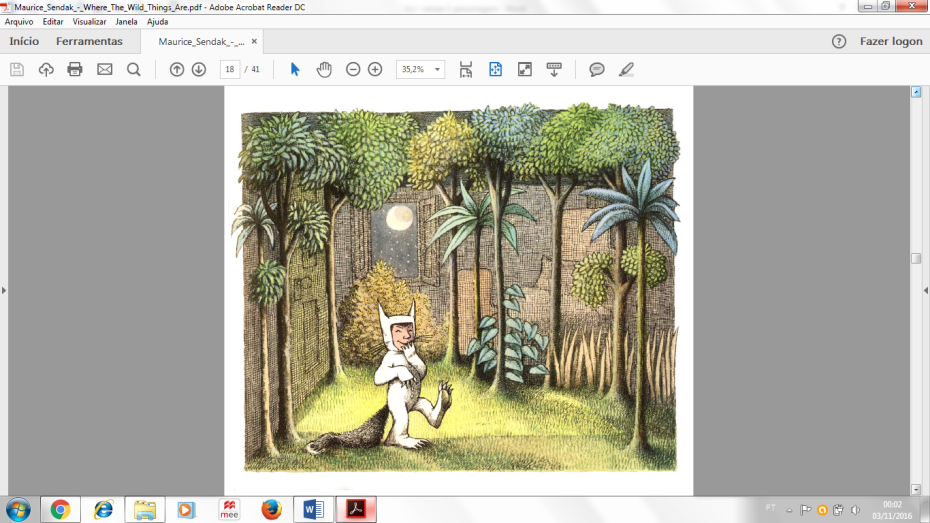 Maurice_Sendak_-_Where_The_Wild_Things_Are.pdf - Adobe Acrobat Reader DC
Arquivo Editar Visualizar Janela Ajuda
Início Ferramentas Maurice_Sendak_-_... × ? Fazer logon
18 / 41 35,2%
mee W PT 00:02
03/11/2016